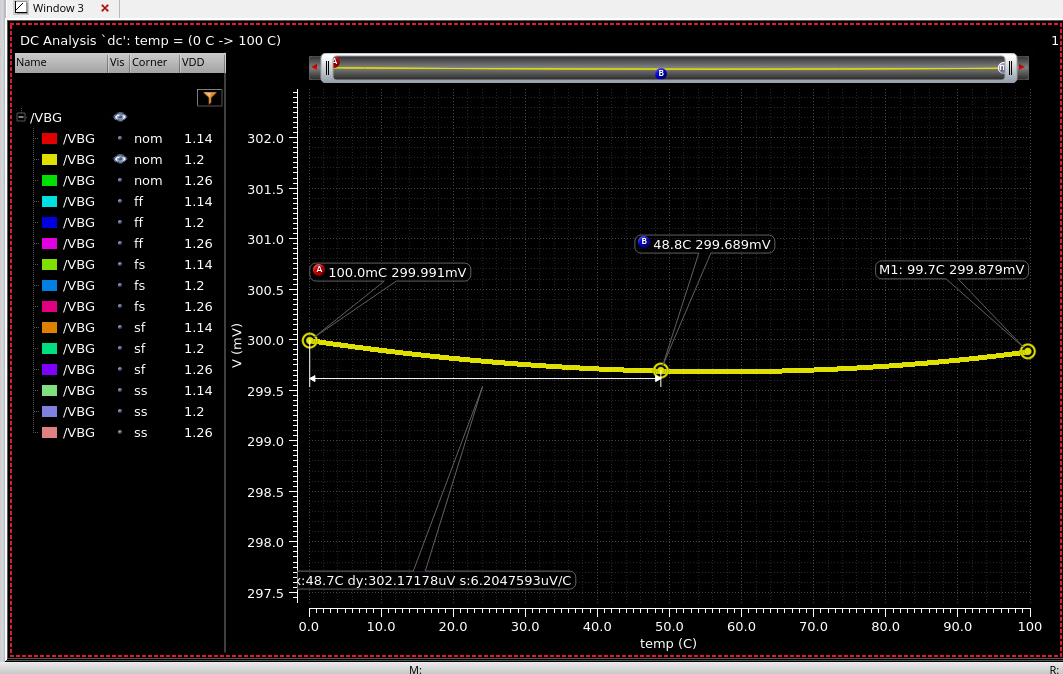 Window 3
DC Analysis `dc': temp = (0 C -> 100 C)
1
Name Vis Corner VDD
/VBG
/VBG nom 1.14
/VBG nom 1.2
/VBG nom 1.26
/VBG ff 1.14
/VBG ff 1.2
/VBG ff 1.26
/VBG fs 1.14
/VBG fs 1.2
/VBG fs 1.26
/VBG sf 1.14
/VBG sf 1.2
/VBG sf 1.26
/VBG ss 1.14
/VBG ss 1.2
/VBG ss 1.26
A
B
302.0
301.5
301.0
300.5
300.0
299.5
299.0
298.5
298.0
297.5
V (mV)
B 48.8C 299.689mV
A 100.0mC 299.991mV
M1: 99.7C 299.879mV
:48.7C dy:302.17178uV s:6.2047593uV/C
0.0 10.0 20.0 30.0 40.0 50.0 60.0 70.0 80.0 90.0 100
temp (C)
M:
R: